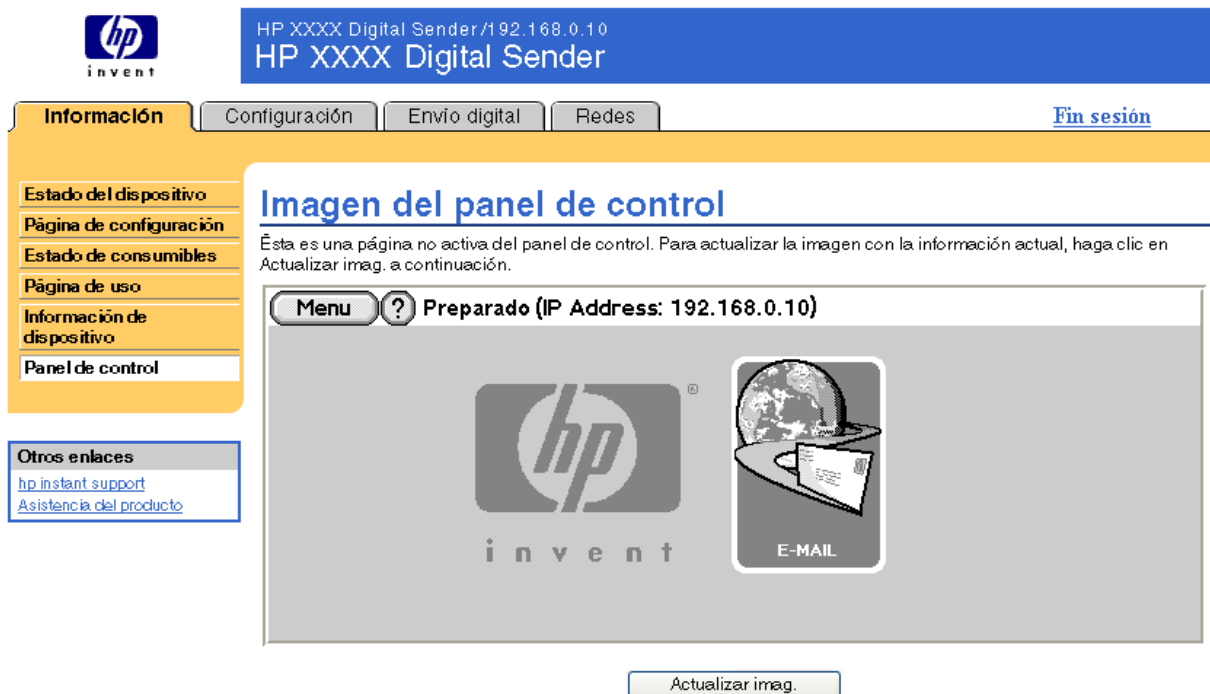 hp
invent
HP XXXX Digital Sender/192.168.0.10
HP XXXX Digital Sender
Información
Configuración
Envío digital
Redes
Fin sesión
Estado del dispositivo
Página de configuración
Estado de consumibles
Página de uso
Información de
dispositivo
Panel de control
Otros enlaces
hp instant support
Asistencia del producto
Imagen del panel de control
Ésta es una página no activa del panel de control. Para actualizar la imagen con la información actual, haga clic en
Actualizar imag. a continuación.
Menu ? Preparado (IP Address: 192.168.0.10)
hp ®
invent
E-MAIL
Actualizar imag.